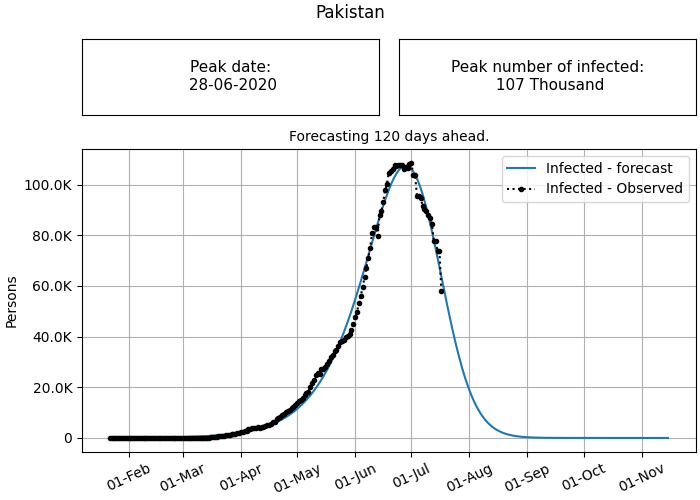 Pakistan
Peak date:
28-06-2020
Peak number of infected:
107 Thousand
Forecasting 120 days ahead.
Infected - forecast
Infected - Observed
100.0K
80.0K
60.0K
40.0K
20.0K
0
Persons
01-Feb
01-Mar
01-Apr
01-May
01-Jun
01-Jul
01-Aug
01-Sep
01-Oct
01-Nov